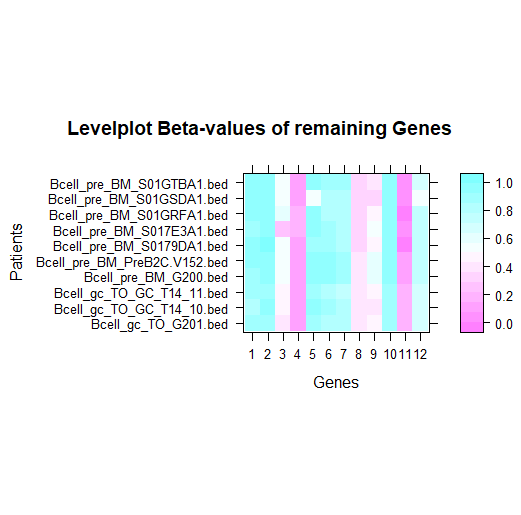 Levelplot Beta-values of remaining Genes
Bcell_pre_BM_S01GTBA1.bed
Bcell_pre_BM_S01GSDA1.bed
Bcell_pre_BM_S01GRFA1.bed
Bcell_pre_BM_S017E3A1.bed
Bcell_pre_BM_S0179DA1.bed
Bcell_pre_BM_PreB2C.V152.bed
Bcell_pre_BM_G200.bed
Bcell_gc_TO_GC_T14_11.bed
Bcell_gc_TO_GC_T14_10.bed
Bcell_gc_TO_G201.bed
Patients
1 2 3 4 5 6 7 8 9 10 11 12
Genes
1.0
0.8
0.6
0.4
0.2
0.0